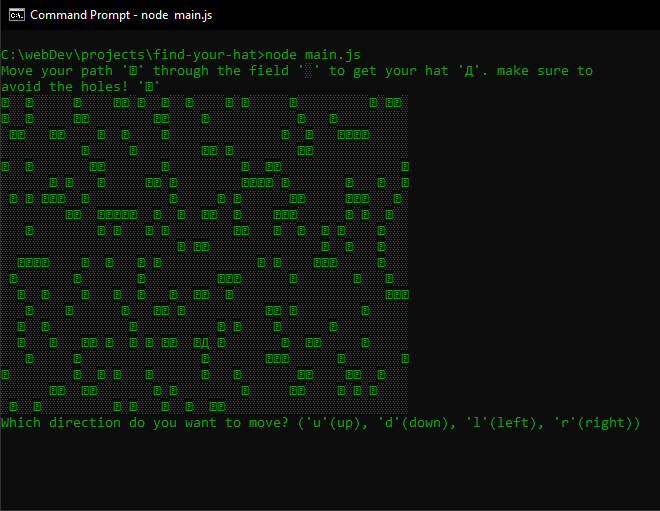 Command Prompt - node main.js
C:\webDev\projects\find-your-hat>node main.js
Move your path '⍰' through the field '░' to get your hat 'Д'. make sure to
avoid the holes! '⍰'
Д
Which direction do you want to move? ('u'(up), 'd'(down), 'l'(left), 'r'(right))